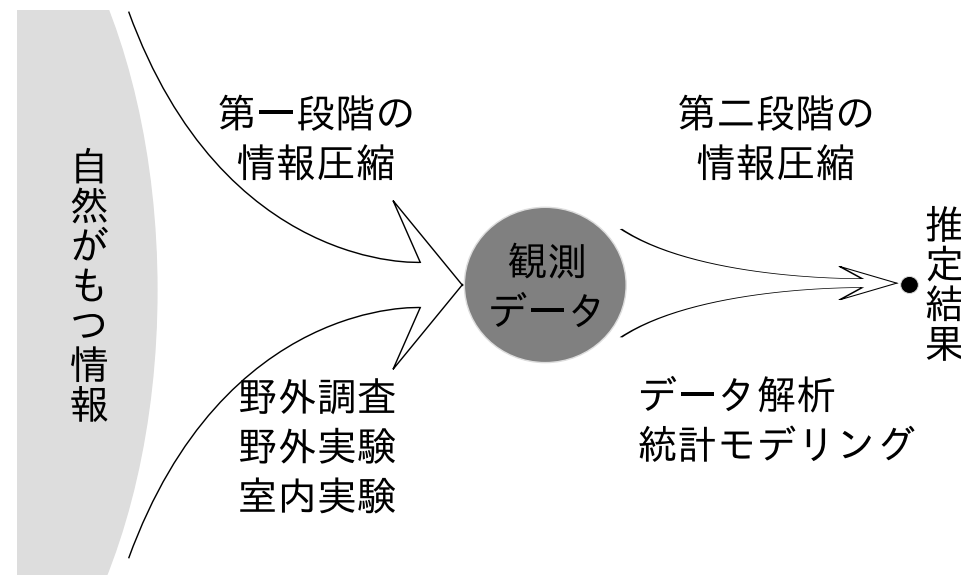 自然がもつ情報
第一段階の
情報圧縮
野外調査
野外実験
室内実験
観測
データ
第二段階の
情報圧縮
データ解析
統計モデリング
推定結果